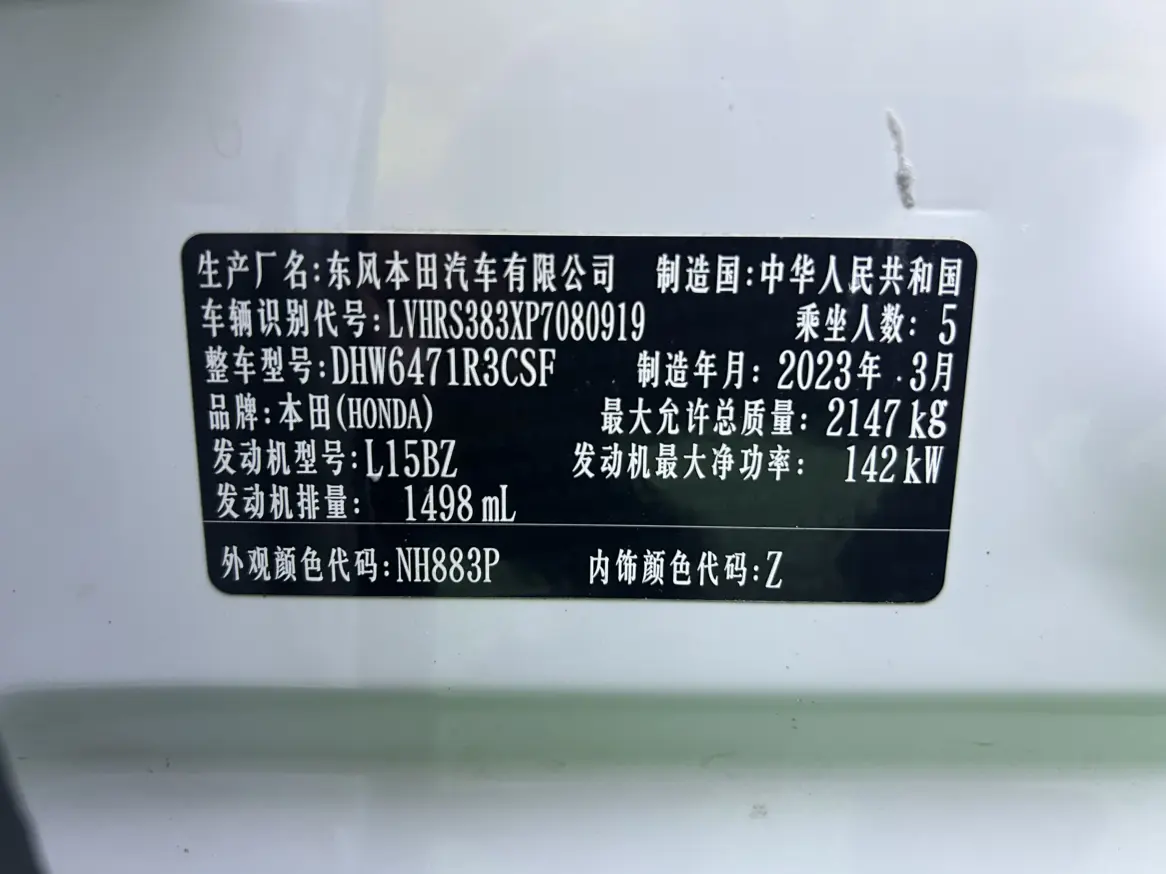 生产厂名:东风本田汽车有限公司 制造国:中华人民共和国
车辆识别代号:LVHRS383XP7080919 乘坐人数:5
整车型号:DHW6471R3CSF 制造年月:2023年.3月
品牌:本田(HONDA) 最大允许总质量:2147kg
发动机型号:L15BZ 发动机最大净功率:142kW
发动机排量:1498mL
外观颜色代码:NH883P 内饰颜色代码:Z